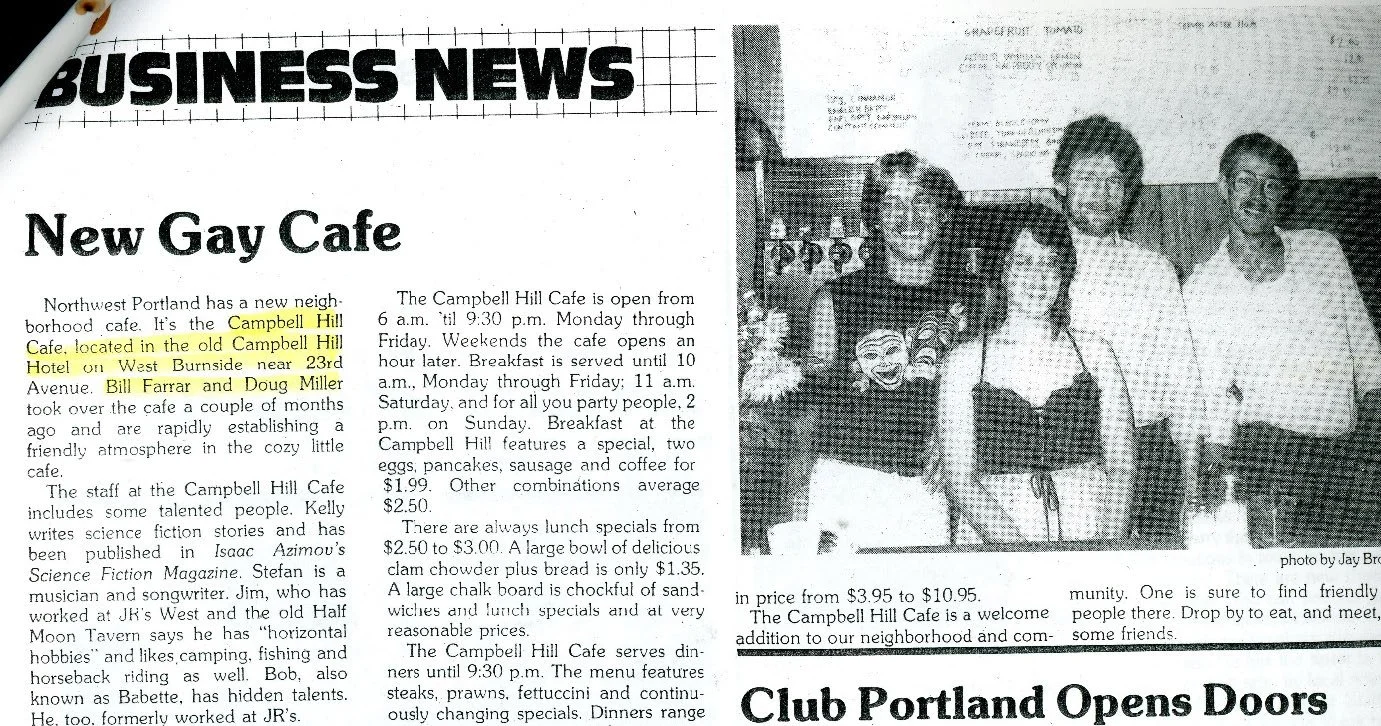 BUSINESS NEWS
New Gay Cafe
Northwest Portland has a new neigh-
borhood cafe. It's the Campbell Hill
Cafe, located in the old Campbell Hill
Hotel on West Burnside near 23rd
Avenue. Bill Farrar and Doug Miller
took over the cafe a couple of months
ago and are rapidly establishing a
friendly atmosphere in the cozy little
cafe.
The staff at the Campbell Hill Cafe
includes some talented people. Kelly
writes science fiction stories and has
been published in Isaac Azimov's
Science Fiction Magazine. Stefan is a
musician and songwriter. Jim, who has
worked at JR's West and the old Half
Moon Tavern says he has "horizontal
hobbies" and likes camping, fishing and
horseback riding as well. Bob, also
known as Babette, has hidden talents.
He, too, formerly worked at JR's.
The Campbell Hill Cafe is open from
6 a.m. 'til 9:30 p.m. Monday through
Friday. Weekends the cafe opens an
hour later. Breakfast is served until 10
a.m., Monday through Friday; 11 a.m.
Saturday, and for all you party people, 2
p.m. on Sunday. Breakfast at the
Campbell Hill features a special, two
eggs, pancakes, sausage and coffee for
$1.99. Other combinations average
$2.50.
There are always lunch specials from
$2.50 to $3.00. A large bowl of delicious
clam chowder plus bread is only $1.35.
A large chalk board is chockful of sand-
wiches and lunch specials and at very
reasonable prices.
The Campbell Hill Cafe serves din-
ners until 9:30 p.m. The menu features
steaks, prawns, fettuccini and continu-
ously changing specials. Dinners range
GRAPEFRUIT TOMATO
photo by Jay Bro
in price from $3.95 to $10.95.
The Campbell Hill Cafe is a welcome
addition to our neighborhood and com-
munity. One is sure to find friendly
people there. Drop by to eat, and meet,
some friends.
Club Portland Opens Doors